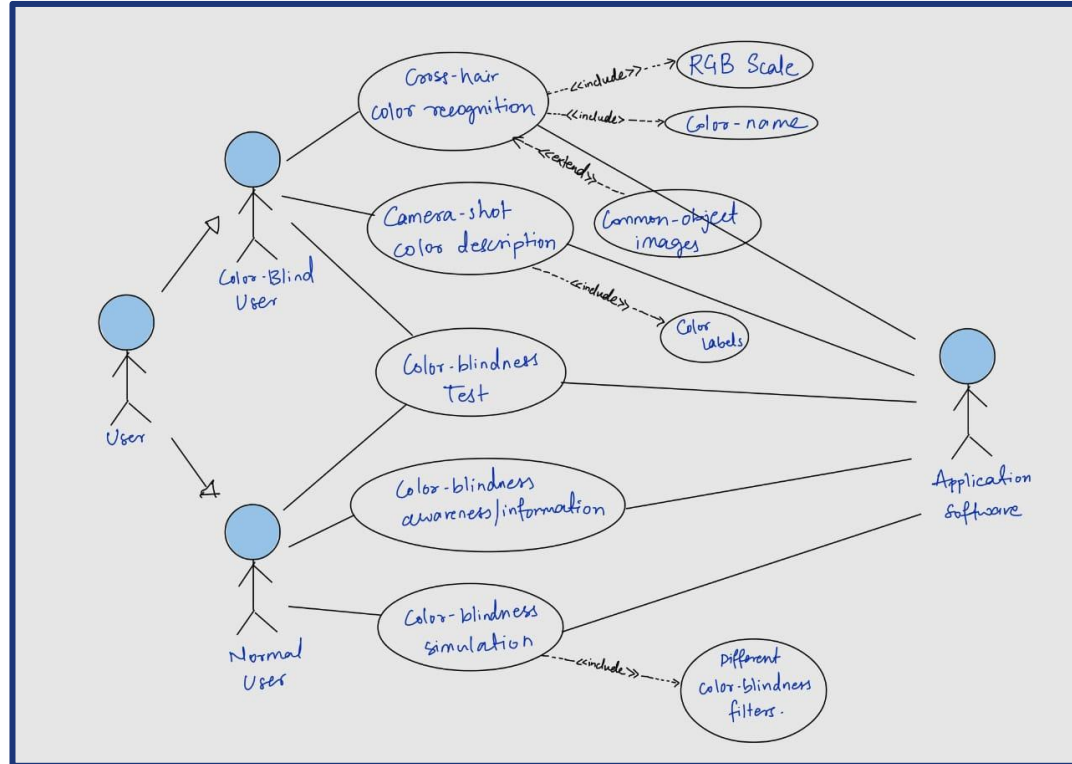 Cross-hair
color recognition
<<include>>
RGB Scale
<<include>
Color-name
<<extend>>
Common-object
images
Camera-shot
color description
<<include>>
Color
Labels
Color-Blind
User
User
Color-blindness
Test
Color-blindness
awareness/information
Application
Software
Normal
User
Color-blindness
simulation
<<include>>
Different
color-blindness
filters.